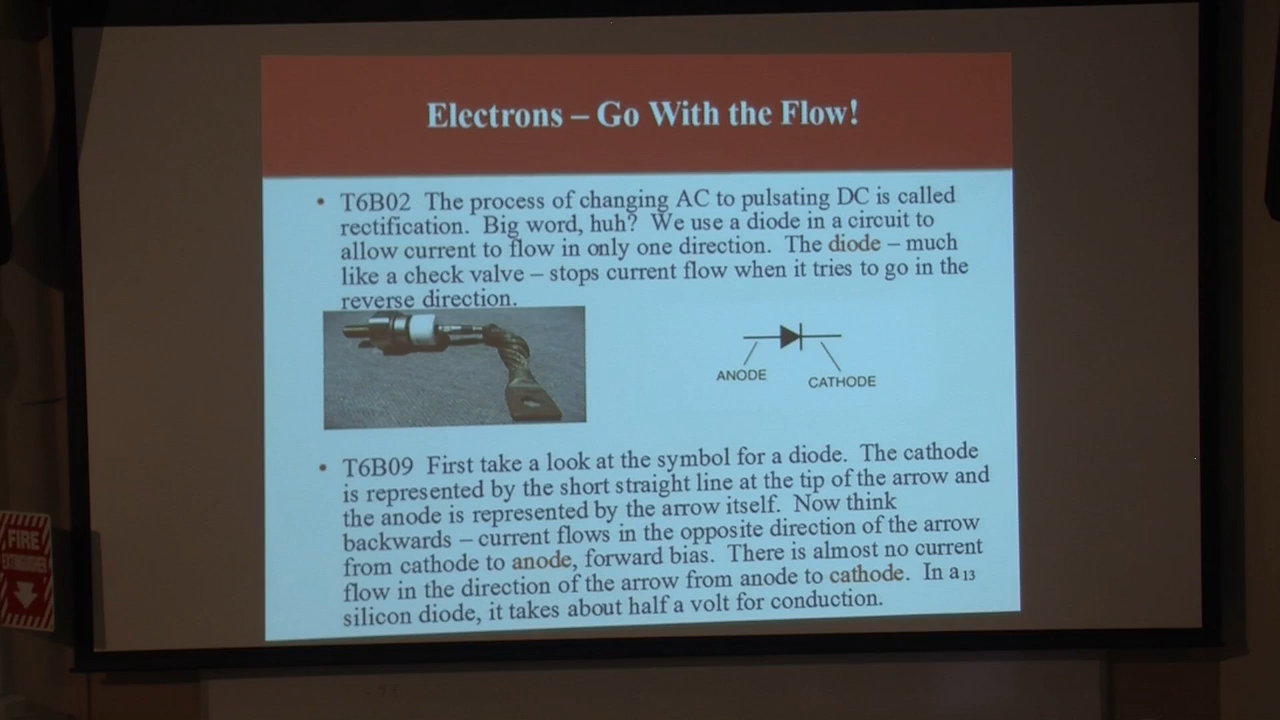 Electrons – Go With the Flow!
• T6B02 The process of changing AC to pulsating DC is called
rectification. Big word, huh? We use a diode in a circuit to
allow current to flow in only one direction. The diode – much
like a check valve – stops current flow when it tries to go in the
reverse direction.
ANODE
CATHODE
• T6B09 First take a look at the symbol for a diode. The cathode
is represented by the short straight line at the tip of the arrow and
the anode is represented by the arrow itself. Now think
backwards – current flows in the opposite direction of the arrow
from cathode to anode, forward bias. There is almost no current
flow in the direction of the arrow from anode to cathode. In a
13
silicon diode, it takes about half a volt for conduction.
FIRE
EXTINGUISHER